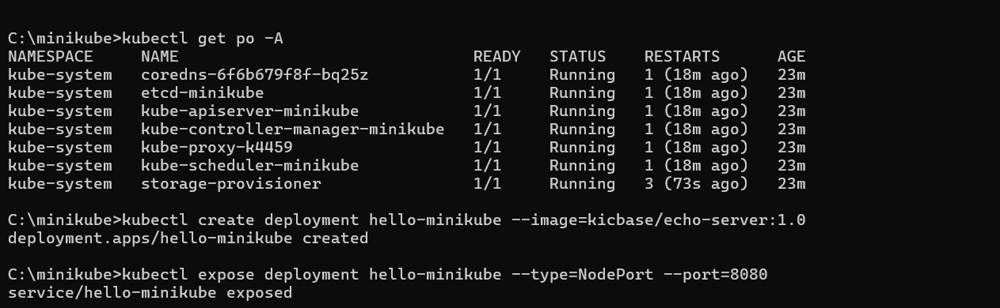 C:\minikube>kubectl get po -A
NAMESPACE     NAME                               READY   STATUS    RESTARTS      AGE
kube-system   coredns-6f6b679f8f-bq25z           1/1     Running   1 (18m ago)   23m
kube-system   etcd-minikube                      1/1     Running   1 (18m ago)   23m
kube-system   kube-apiserver-minikube            1/1     Running   1 (18m ago)   23m
kube-system   kube-controller-manager-minikube   1/1     Running   1 (18m ago)   23m
kube-system   kube-proxy-k4459                   1/1     Running   1 (18m ago)   23m
kube-system   kube-scheduler-minikube            1/1     Running   1 (18m ago)   23m
kube-system   storage-provisioner                1/1     Running   3 (73s ago)   23m
C:\minikube>kubectl create deployment hello-minikube --image=kicbase/echo-server:1.0
deployment.apps/hello-minikube created
C:\minikube>kubectl expose deployment hello-minikube --type=NodePort --port=8080
service/hello-minikube exposed